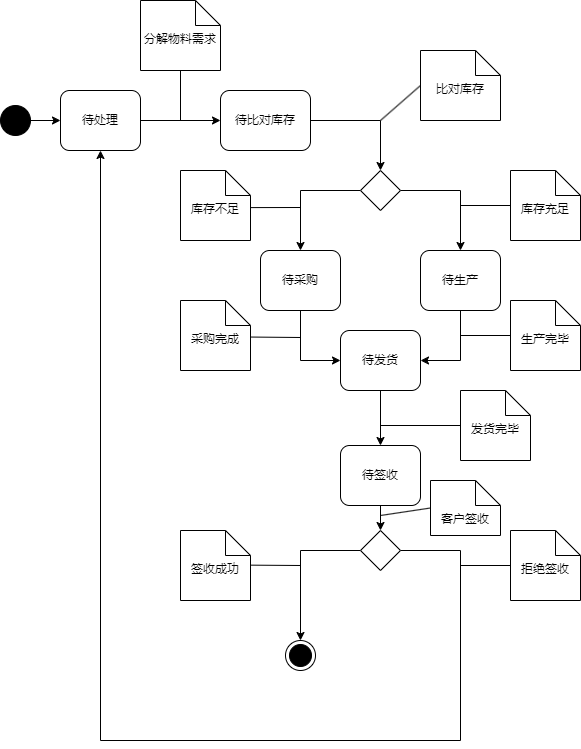 分解物料需求
比对库存
待处理
待比对库存
库存不足
库存充足
待采购
待生产
采购完成
生产完毕
待发货
发货完毕
待签收
客户签收
签收成功
拒绝签收